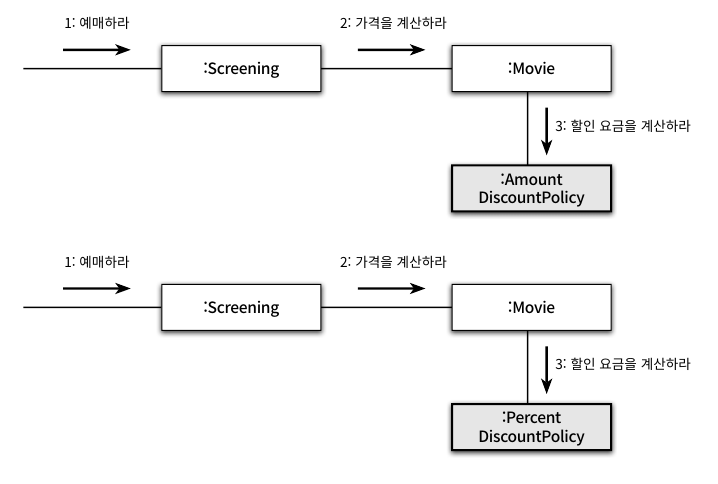 1: 예매하라
2: 가격을 계산하라
:Screening
:Movie
3: 할인 요금을 계산하라
:Amount
DiscountPolicy
1: 예매하라
2: 가격을 계산하라
:Screening
:Movie
3: 할인 요금을 계산하라
:Percent
DiscountPolicy